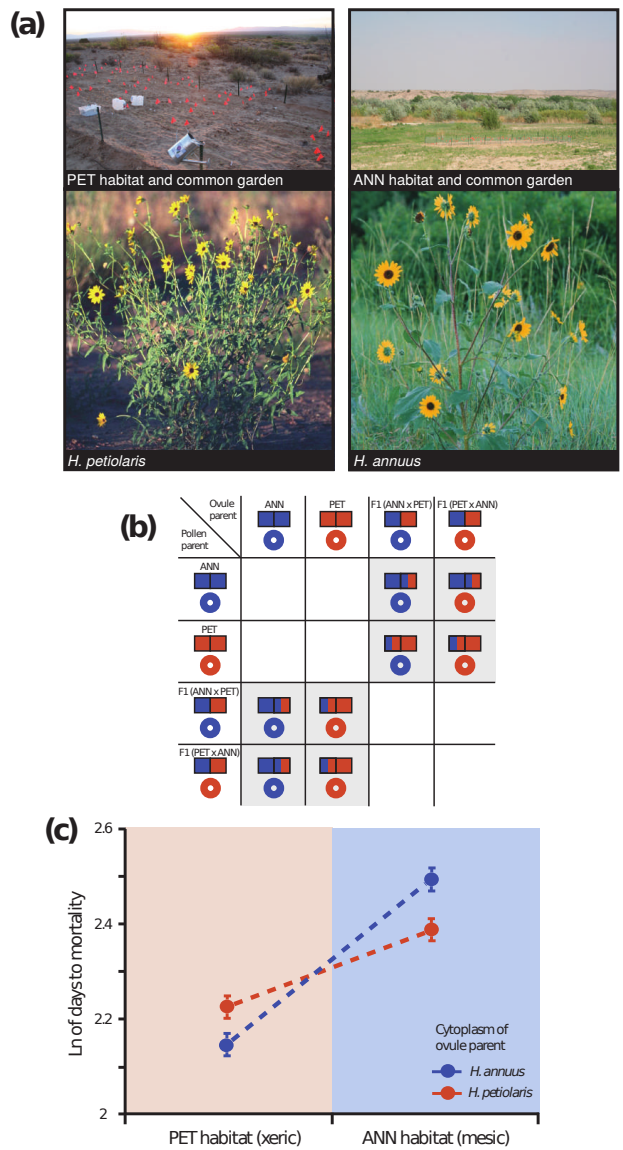 (a)
PET habitat and common garden
ANN habitat and common garden
H. petiolaris
H. annuus
(b)
Ovule
parent
Pollen
parent
ANN
PET
F1 (ANN x PET)
F1 (PET x ANN)
ANN
PET
F1 (ANN x PET)
F1 (PET x ANN)
(c)
Ln of days to mortality
2.6
2.4
2.2
2
Cytoplasm of
ovule parent
H. annuus
H. petiolaris
PET habitat (xeric)
ANN habitat (mesic)